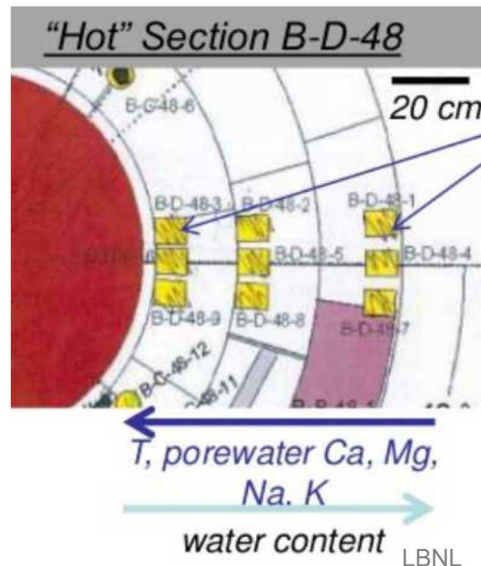 "Hot" Section B-D-48
20 cm
B-G-48-6
B-D-48-3
B-D-48-2
B-D-48-1
B-D-48-5
B-D-48-4
B-D-48-9
B-D-48-8
B-D-48-7
B-G-48-12
T, porewater Ca, Mg,
Na. K
water content
LBNL